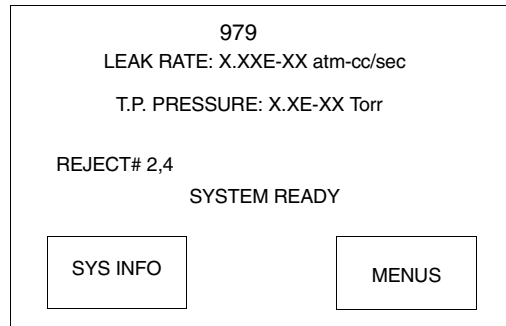 979
LEAK RATE: X.XXE-XX atm-cc/sec
T.P. PRESSURE: X.XE-XX Torr
REJECT# 2,4
SYSTEM READY
SYS INFO
MENUS